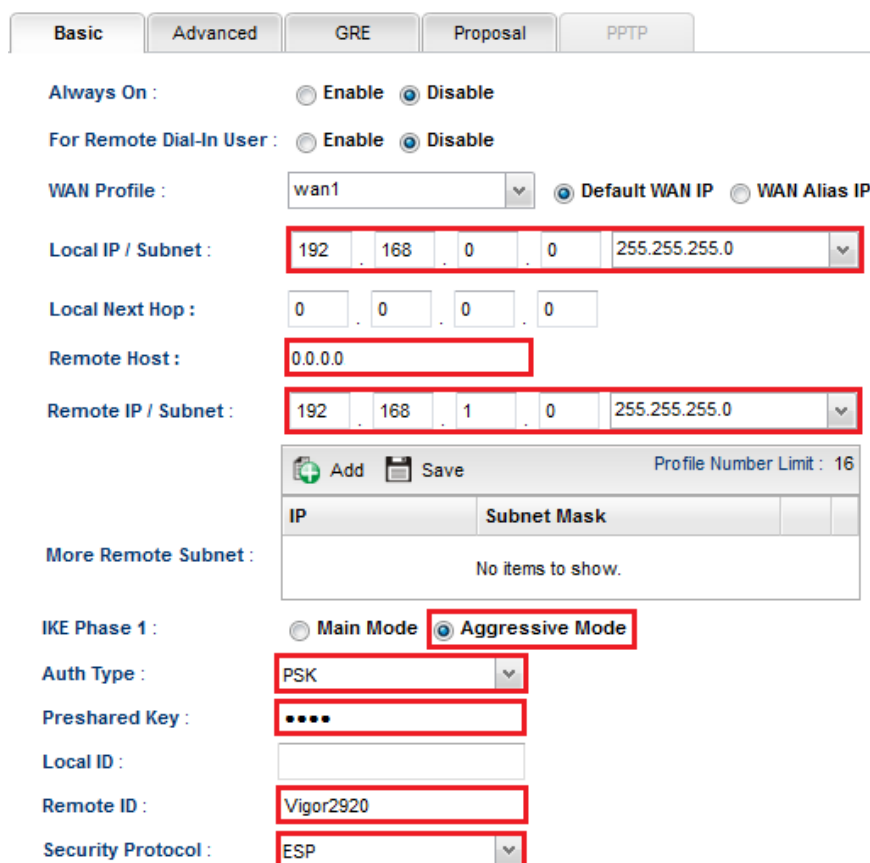 Basic Advanced GRE Proposal PPTP
Always On : Enable Disable
For Remote Dial-In User : Enable Disable
WAN Profile : wan1 Default WAN IP WAN Alias IP
Local IP / Subnet : 192 . 168 . 0 . 0 255.255.255.0
Local Next Hop : 0 . 0 . 0 . 0
Remote Host : 0.0.0.0
Remote IP / Subnet : 192 . 168 . 1 . 0 255.255.255.0
Add Save Profile Number Limit : 16
IP Subnet Mask
More Remote Subnet : No items to show.
IKE Phase 1 : Main Mode Aggressive Mode
Auth Type : PSK
Preshared Key : ••••
Local ID :
Remote ID : Vigor2920
Security Protocol : ESP